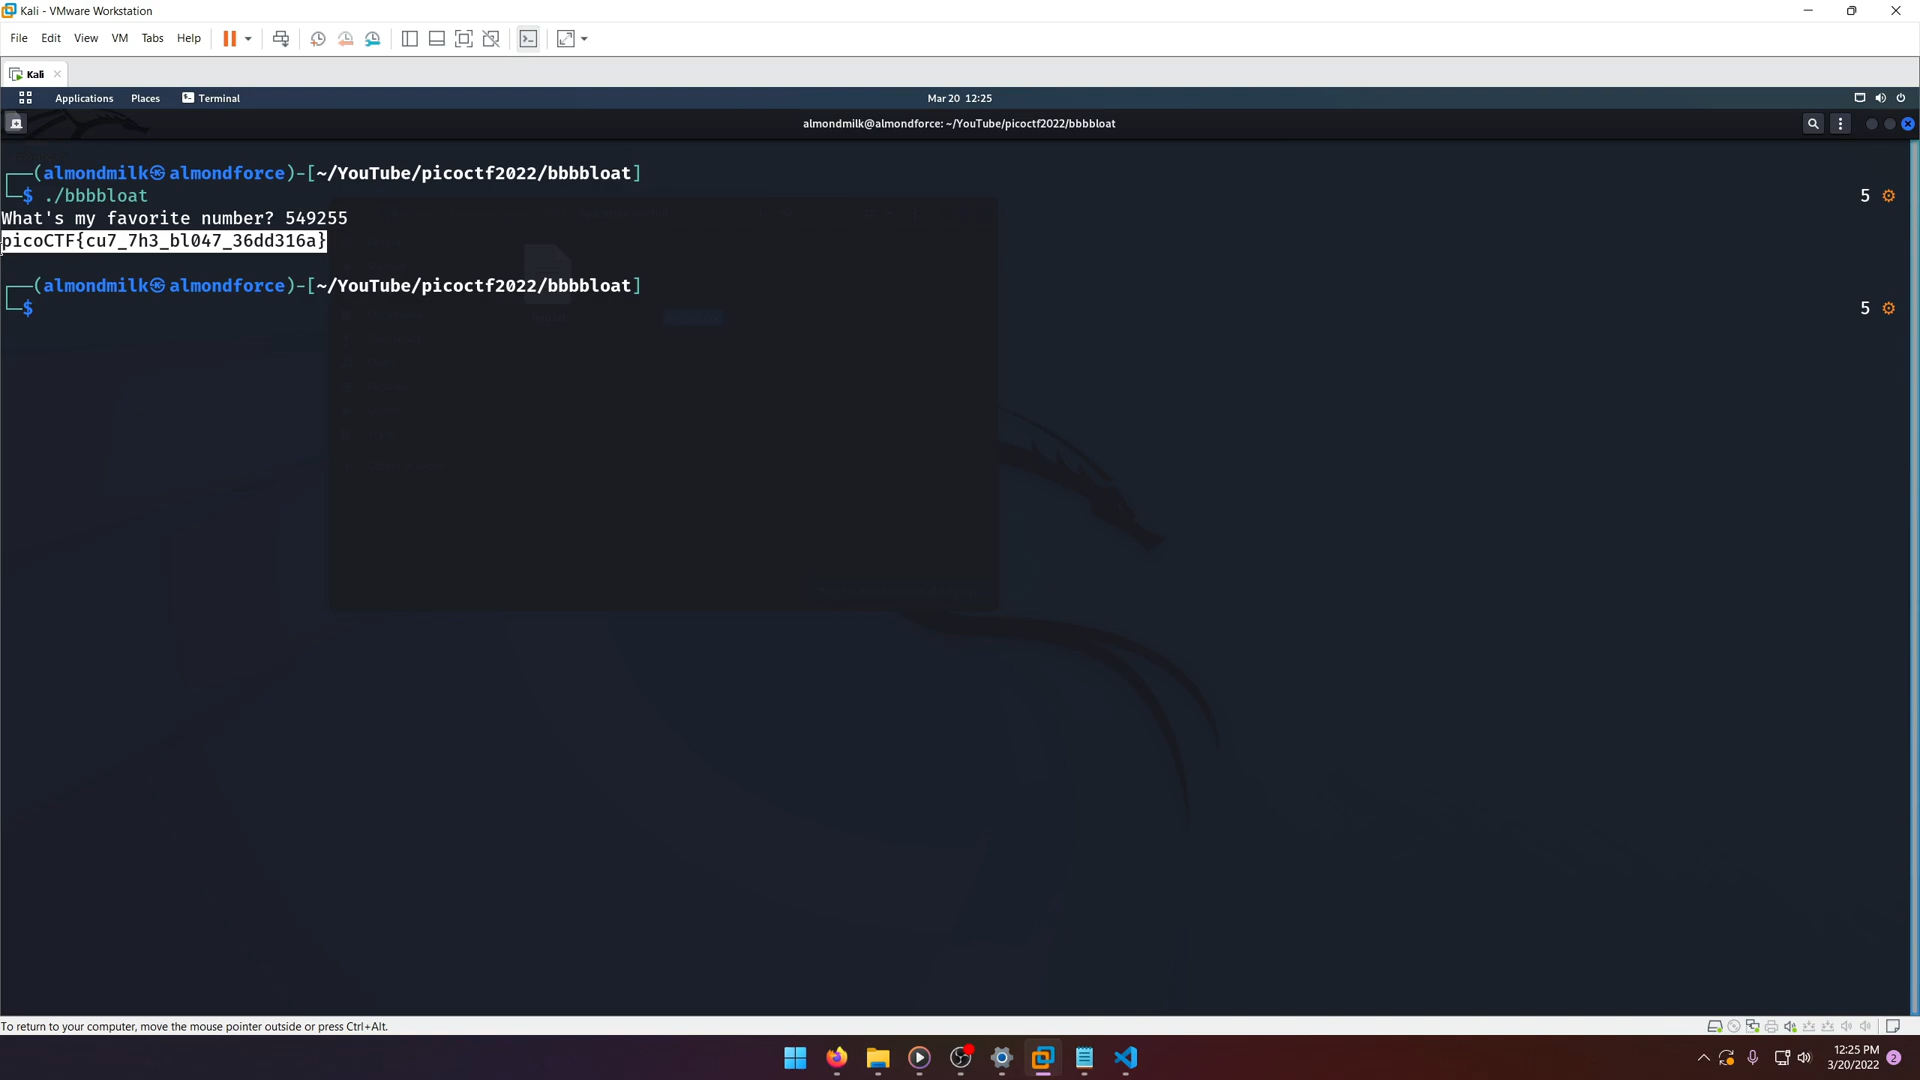 Kali - VMware Workstation
File Edit View VM Tabs Help
Kali
Applications Places Terminal Mar 20 12:25
almondmilk@almondforce: ~/YouTube/picoctf2022/bbbbloat
┌──(almondmilk㉿almondforce)-[~/YouTube/picoctf2022/bbbbloat]
└─$ ./bbbbloat 5
What's my favorite number? 549255
picoCTF{cu7_7h3_bl047_36dd316a}
┌──(almondmilk㉿almondforce)-[~/YouTube/picoctf2022/bbbbloat]
└─$ 5
To return to your computer, move the mouse pointer outside or press Ctrl+Alt.
12:25 PM
3/20/2022 2